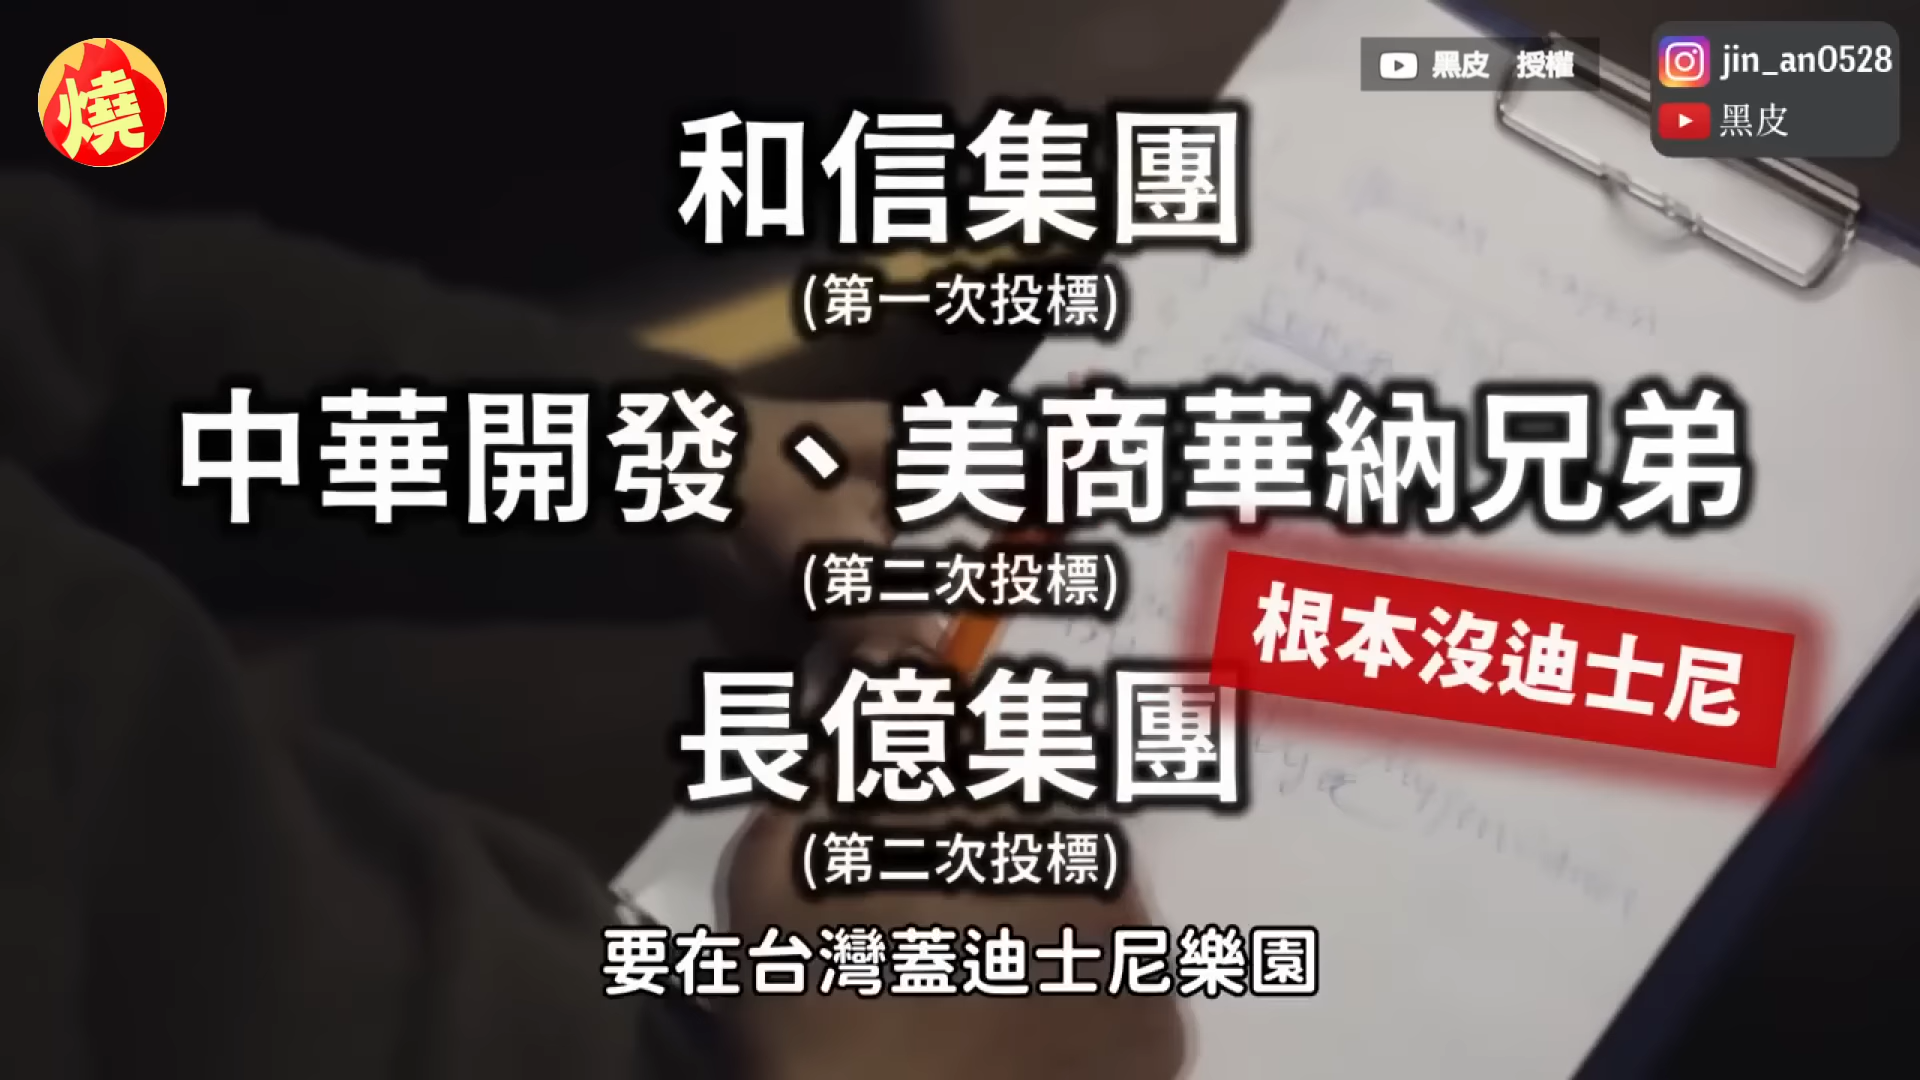 燒
黑皮 授權
jin_an0528
黑皮
和信集團
(第一次投標)
中華開發、美商華納兄弟
(第二次投標)
根本沒迪士尼
長億集團
(第二次投標)
要在台灣蓋迪士尼樂園